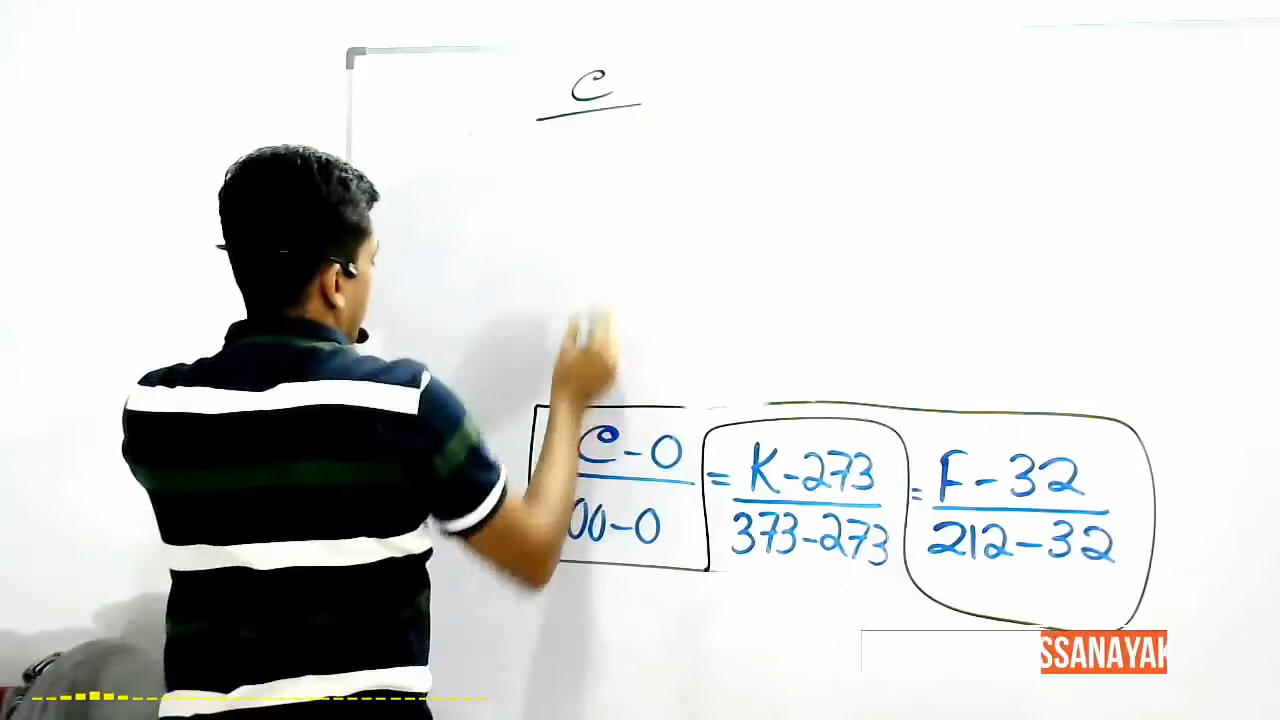 C
C-0 = K-273 = F-32
00-0 373-273 212-32
SSANAYAK